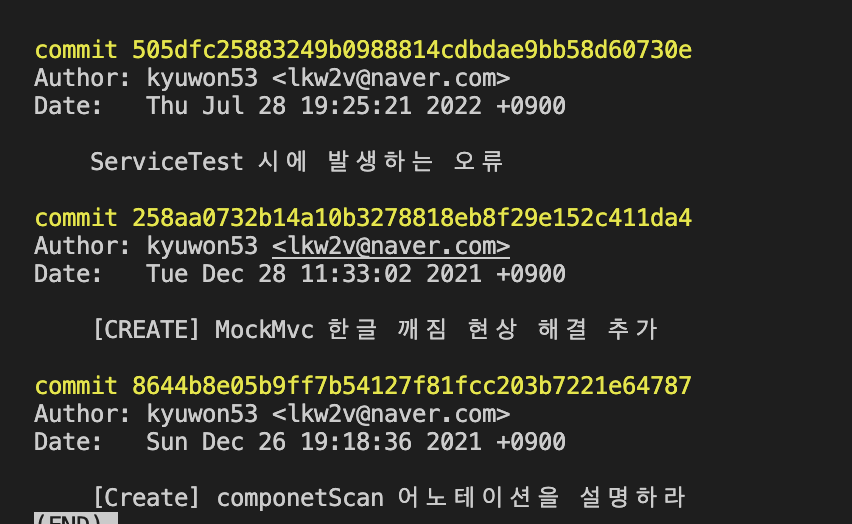 commit 505dfc25883249b0988814cdbdae9bb58d60730e
Author: kyuwon53 <lkw2v@naver.com>
Date:   Thu Jul 28 19:25:21 2022 +0900
ServiceTest 시에 발생하는 오류
commit 258aa0732b14a10b3278818eb8f29e152c411da4
Author: kyuwon53 <lkw2v@naver.com>
Date:   Tue Dec 28 11:33:02 2021 +0900
[CREATE] MockMvc 한글 깨짐 현상 해결 추가
commit 8644b8e05b9ff7b54127f81fcc203b7221e64787
Author: kyuwon53 <lkw2v@naver.com>
Date:   Sun Dec 26 19:18:36 2021 +0900
[Create] componetScan 어노테이션을 설명하라
(END)